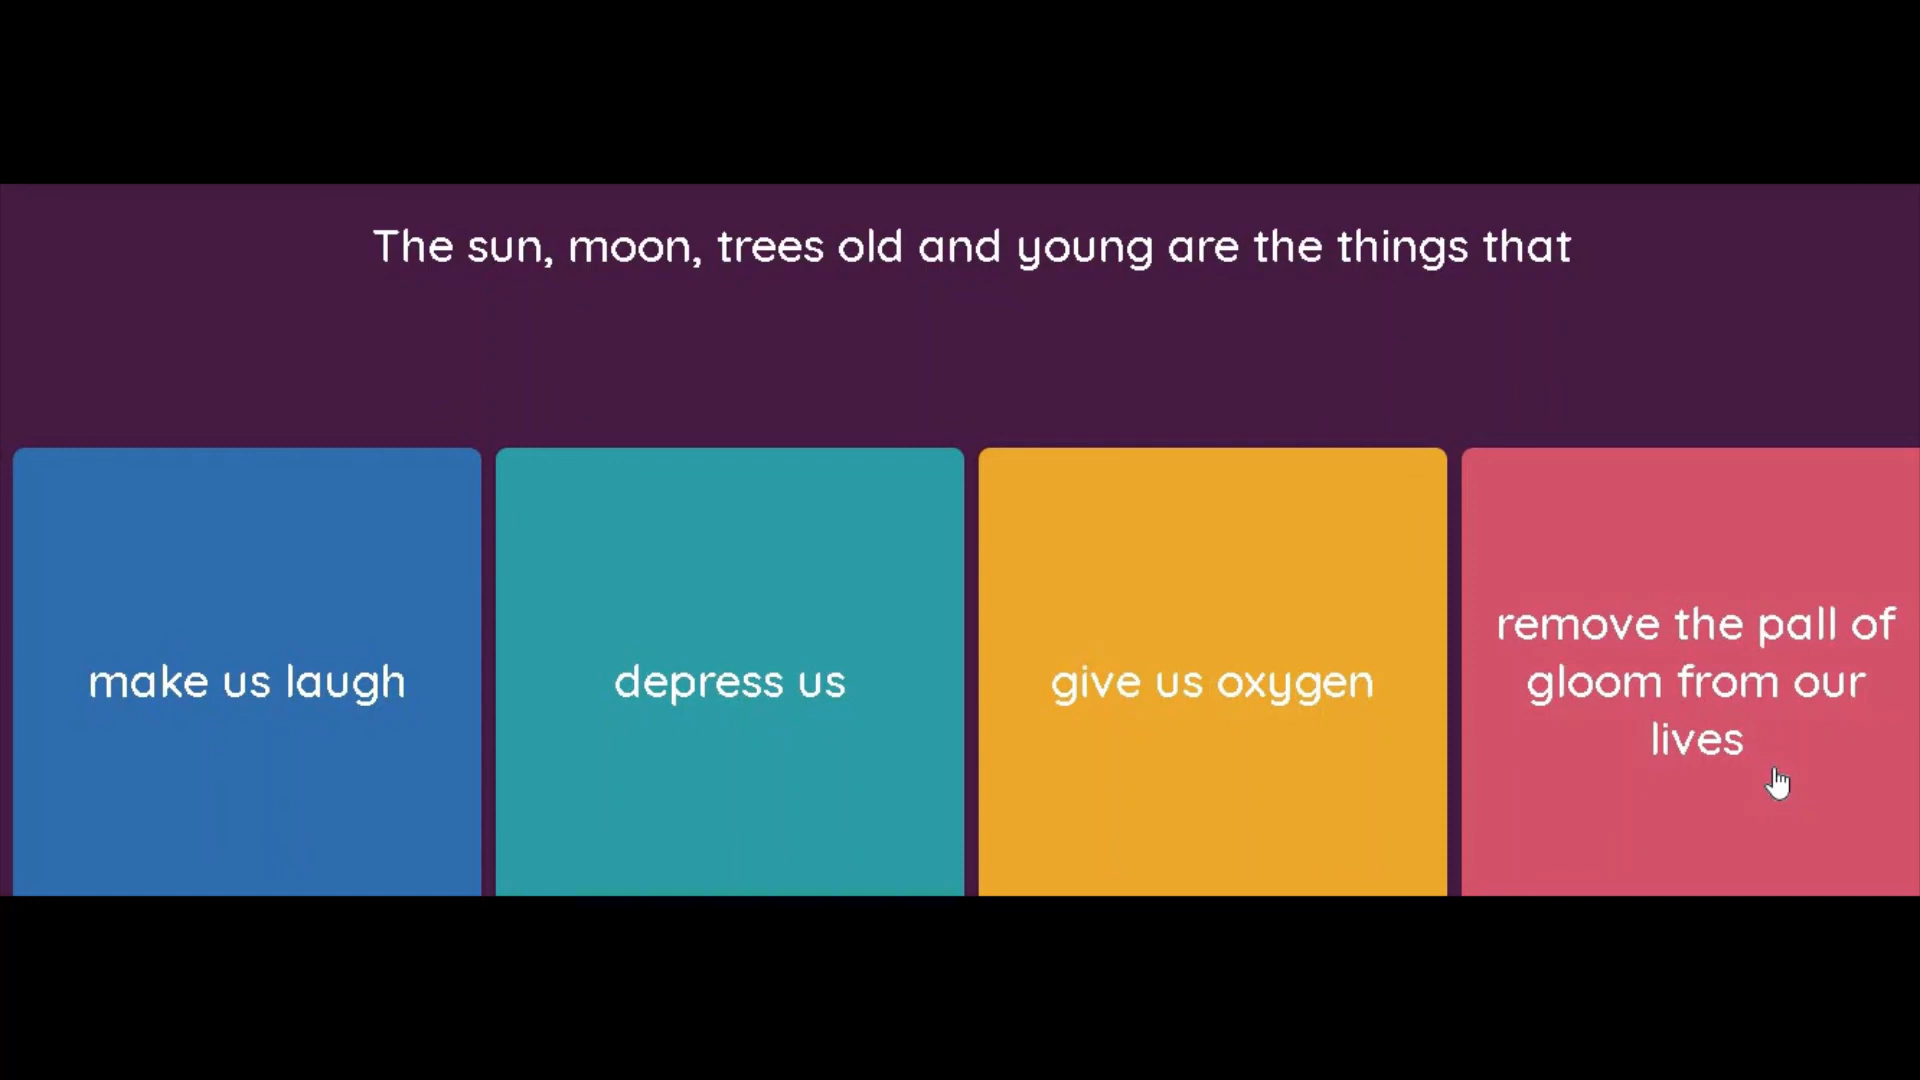 The sun, moon, trees old and young are the things that
make us laugh
depress us
give us oxygen
remove the pall of
gloom from our
lives